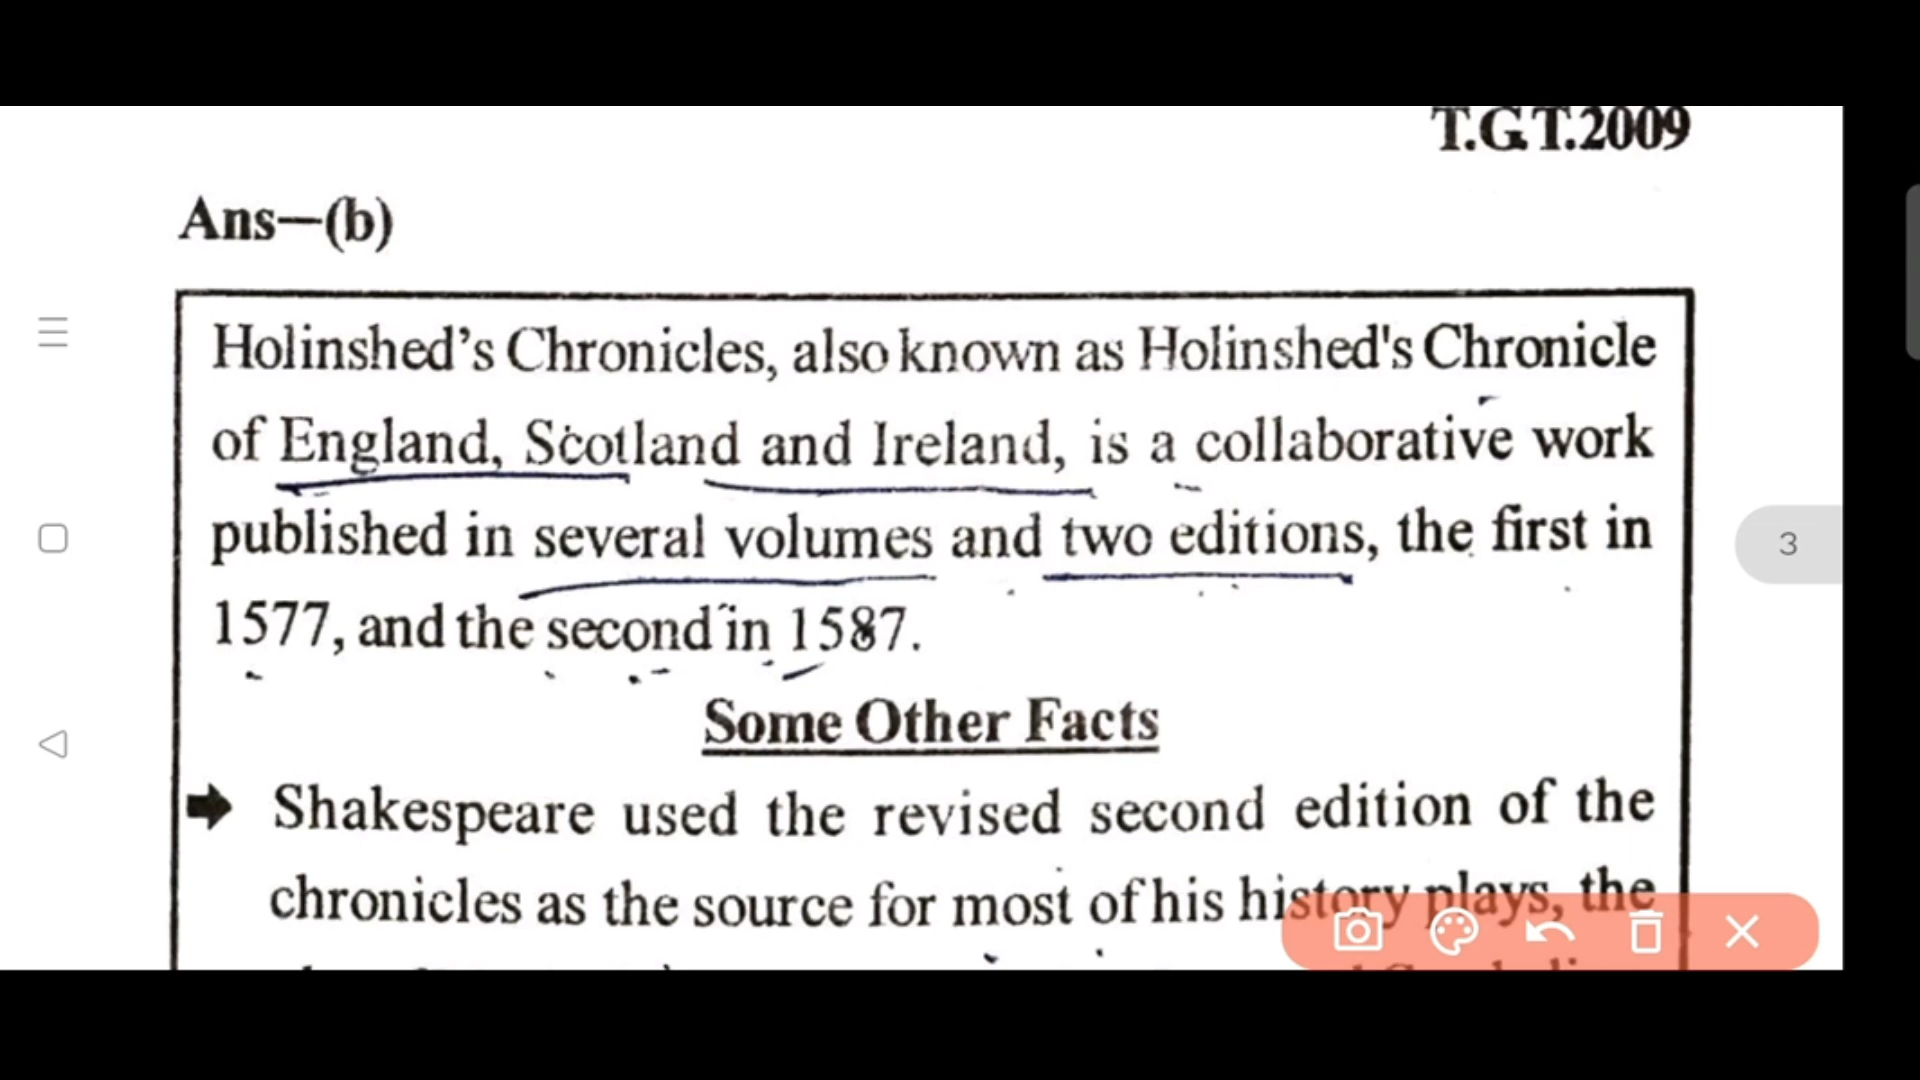 T.G.T.2009
Ans—(b)
Holinshed’s Chronicles, also known as Holinshed's Chronicle
of England, Scotland and Ireland, is a collaborative work
published in several volumes and two editions, the first in
1577, and the second in 1587.
3
Some Other Facts
Shakespeare used the revised second edition of the
chronicles as the source for most of his history plays, the